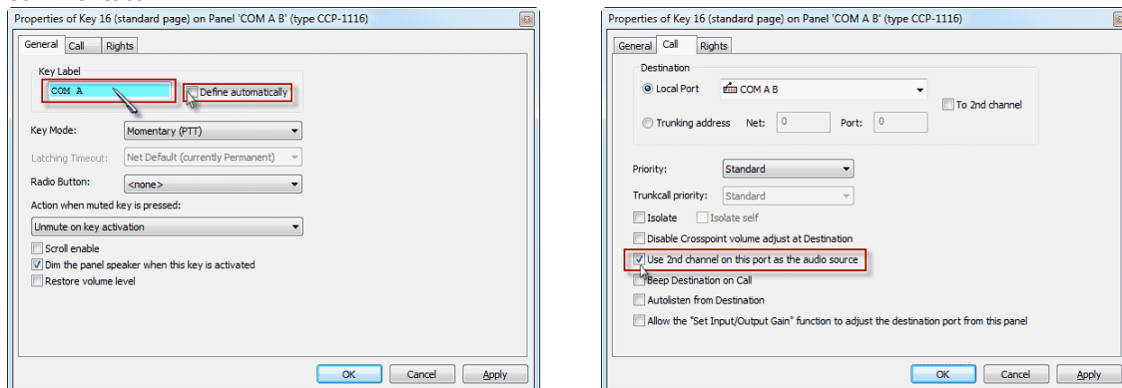 Properties of Key 16 (standard page) on Panel 'COM A B' (type CCP-1116)
General Call Rights
Key Label
COM A
Define automatically
Key Mode: Momentary (PTT)
Latching Timeout: Net Default (currently Permanent)
Radio Button: <none>
Action when muted key is pressed:
Unmute on key activation
Scroll enable
Dim the panel speaker when this key is activated
Restore volume level
OK Cancel Apply
Properties of Key 16 (standard page) on Panel 'COM A B' (type CCP-1116)
General Call Rights
Destination
Local Port COM A B
To 2nd channel
Trunking address Net: 0 Port: 0
Priority: Standard
Trunkcall priority: Standard
Isolate Isolate self
Disable Crosspoint volume adjust at Destination
Use 2nd channel on this port as the audio source
Beep Destination on Call
Autolisten from Destination
Allow the "Set Input/Output Gain" function to adjust the destination port from this panel
OK Cancel Apply